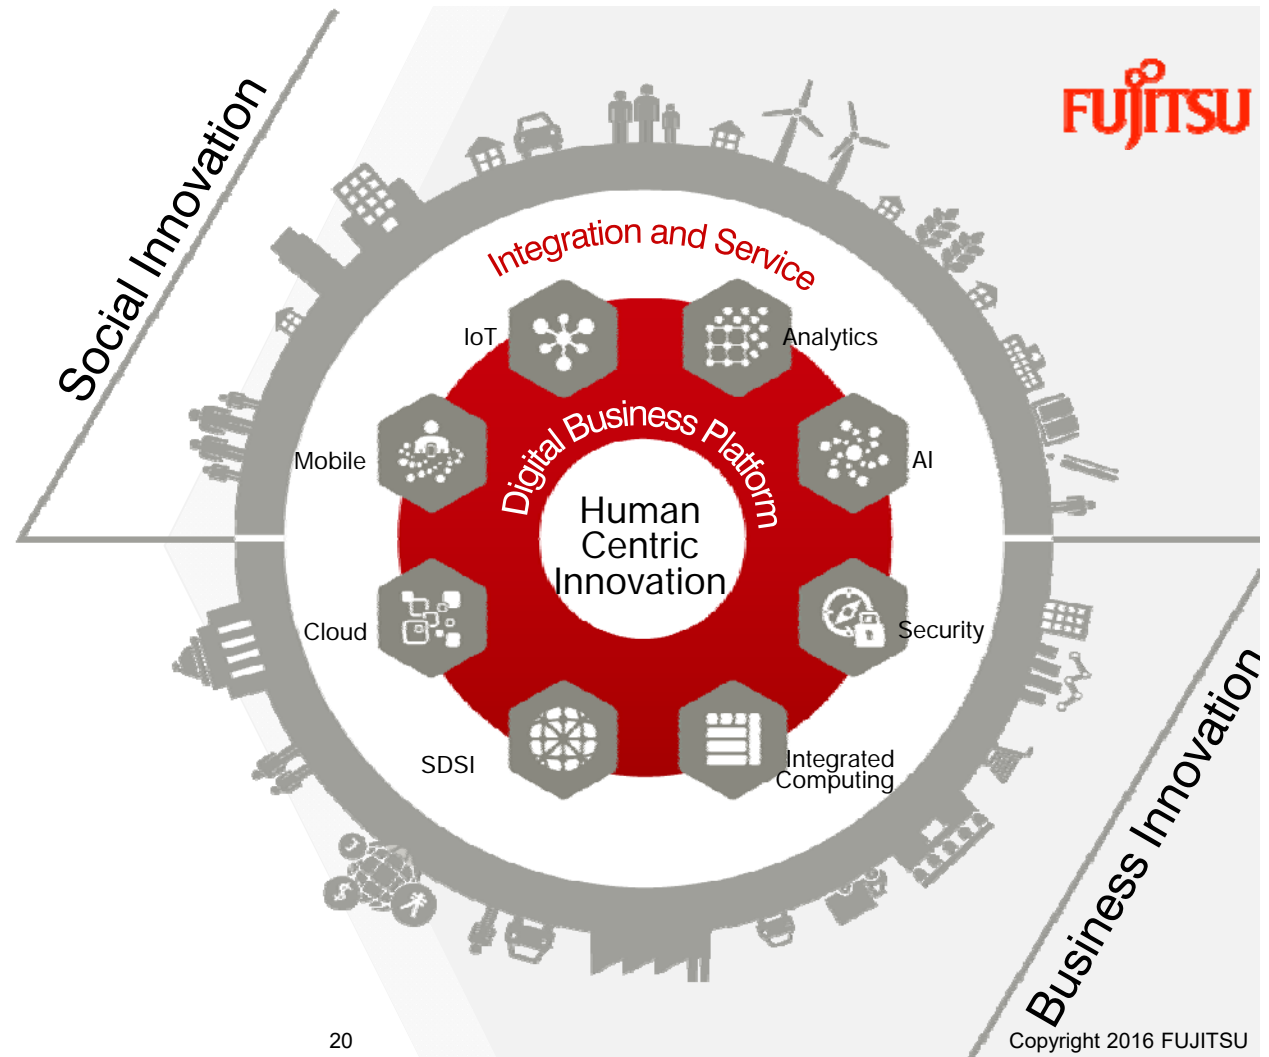 Social Innovation
FUJITSU
Integration and Service
IoT
Analytics
Digital Business Platform
Mobile
AI
Human
Centric
Innovation
Cloud
Security
SDSI
Integrated
Computing
Business Innovation
$
20
Copyright 2016 FUJITSU